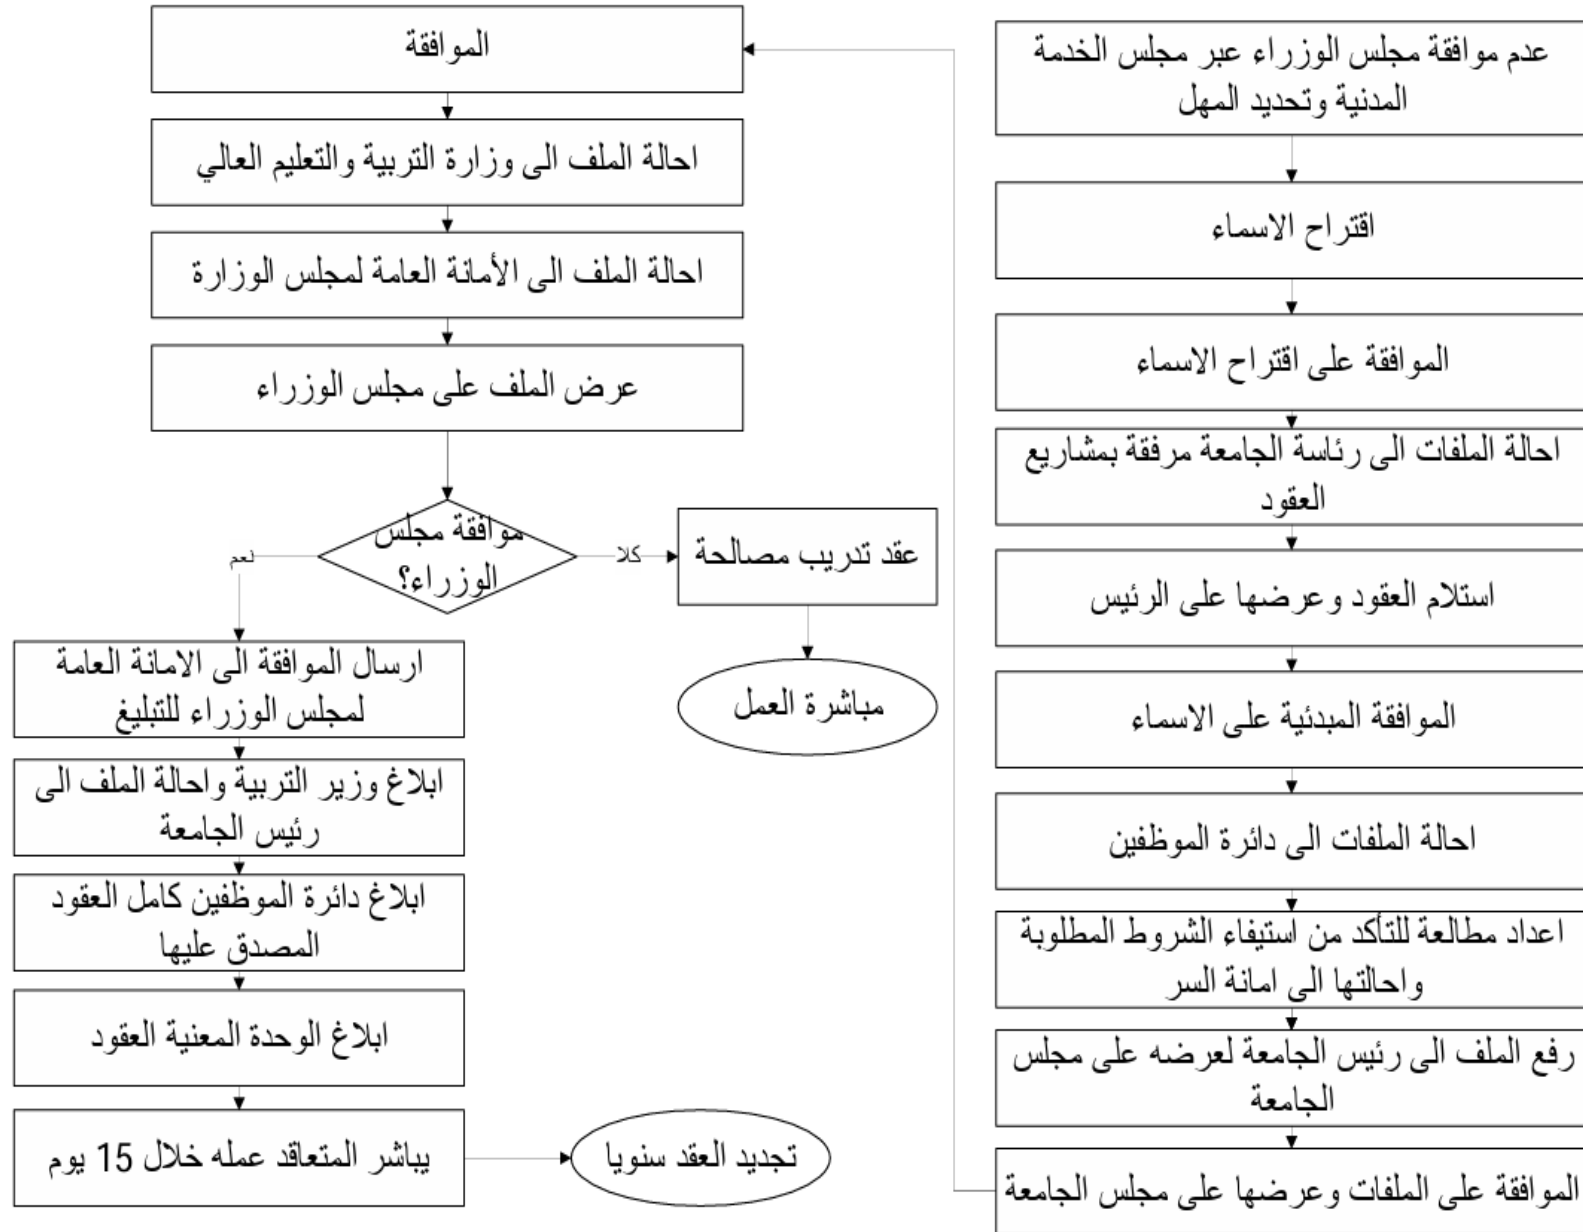 عدم موافقة مجلس الوزراء عبر مجلس الخدمة
المدنية وتحديد المهل
اقتراح الاسماء
الموافقة على اقتراح الاسماء
احالة الملفات الى رئاسة الجامعة مرفقة بمشاريع
العقود
استلام العقود وعرضها على الرئيس
الموافقة المبدئية على الاسماء
احالة الملفات الى دائرة الموظفين
اعداد مطالعة للتأكد من استيفاء الشروط المطلوبة
واحالتها الى امانة السر
رفع الملف الى رئيس الجامعة لعرضه على مجلس
الجامعة
الموافقة على الملفات وعرضها على مجلس الجامعة
الموافقة
احالة الملف الى وزارة التربية والتعليم العالي
احالة الملف الى الأمانة العامة لمجلس الوزارة
عرض الملف على مجلس الوزراء
موافقة مجلس
الوزراء؟
كلا
عقد تدريب مصالحة
مباشرة العمل
نعم
ارسال الموافقة الى الامانة العامة
لمجلس الوزراء للتبليغ
ابلاغ وزير التربية واحالة الملف الى
رئيس الجامعة
ابلاغ دائرة الموظفين كامل العقود
المصدق عليها
ابلاغ الوحدة المعنية العقود
يباشر المتعاقد عمله خلال 15 يوم
تجديد العقد سنويا